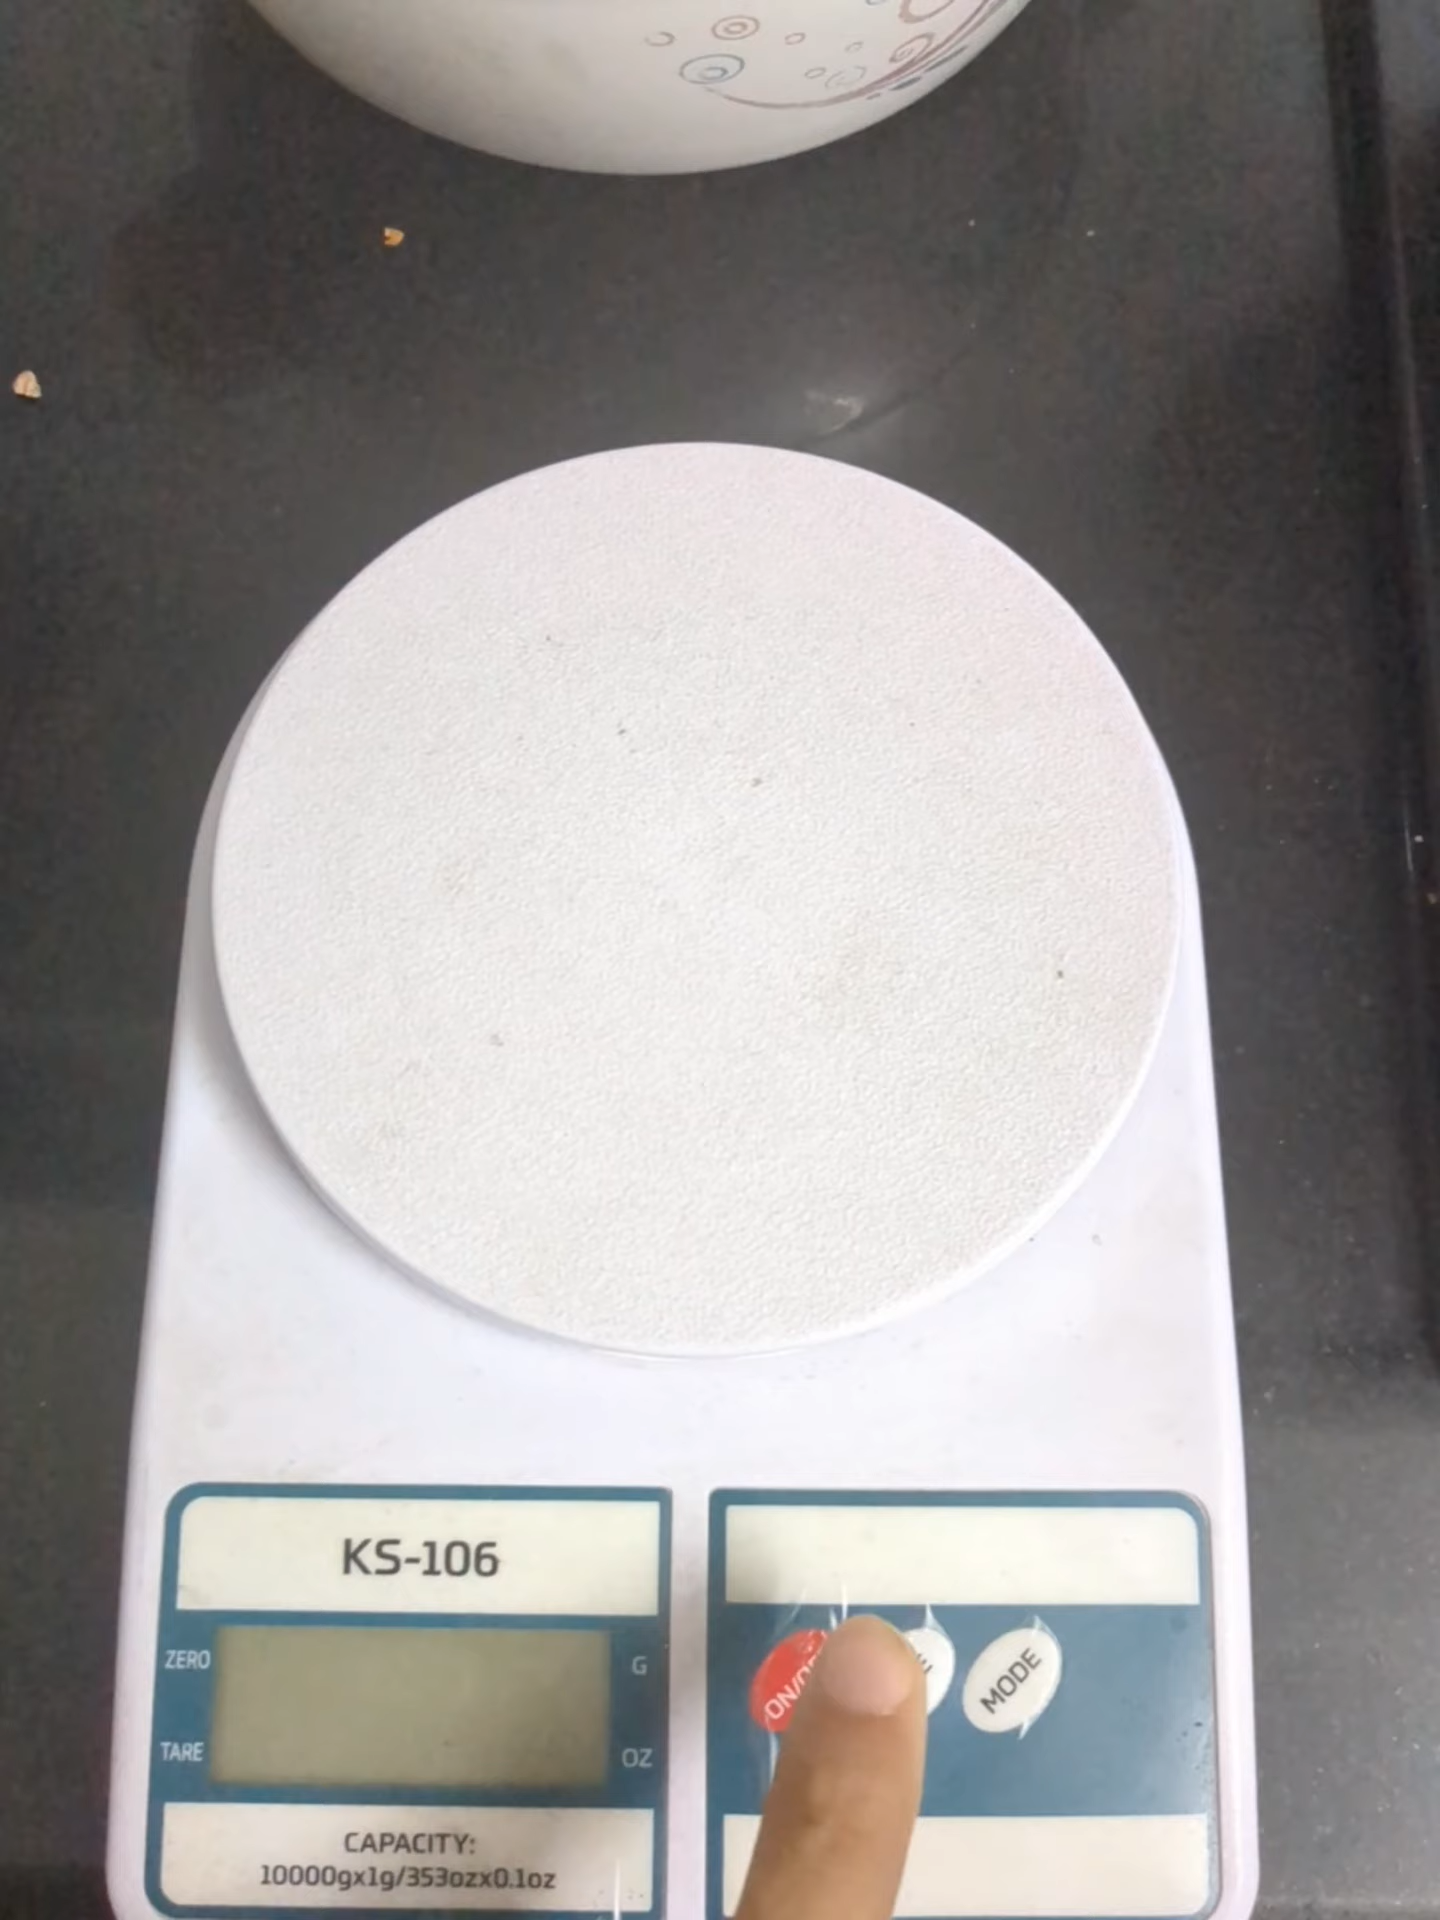 KS-106
ZERO
G
TARE
OZ
CAPACITY:
10000gx1g/353ozx0.1oz
MODE